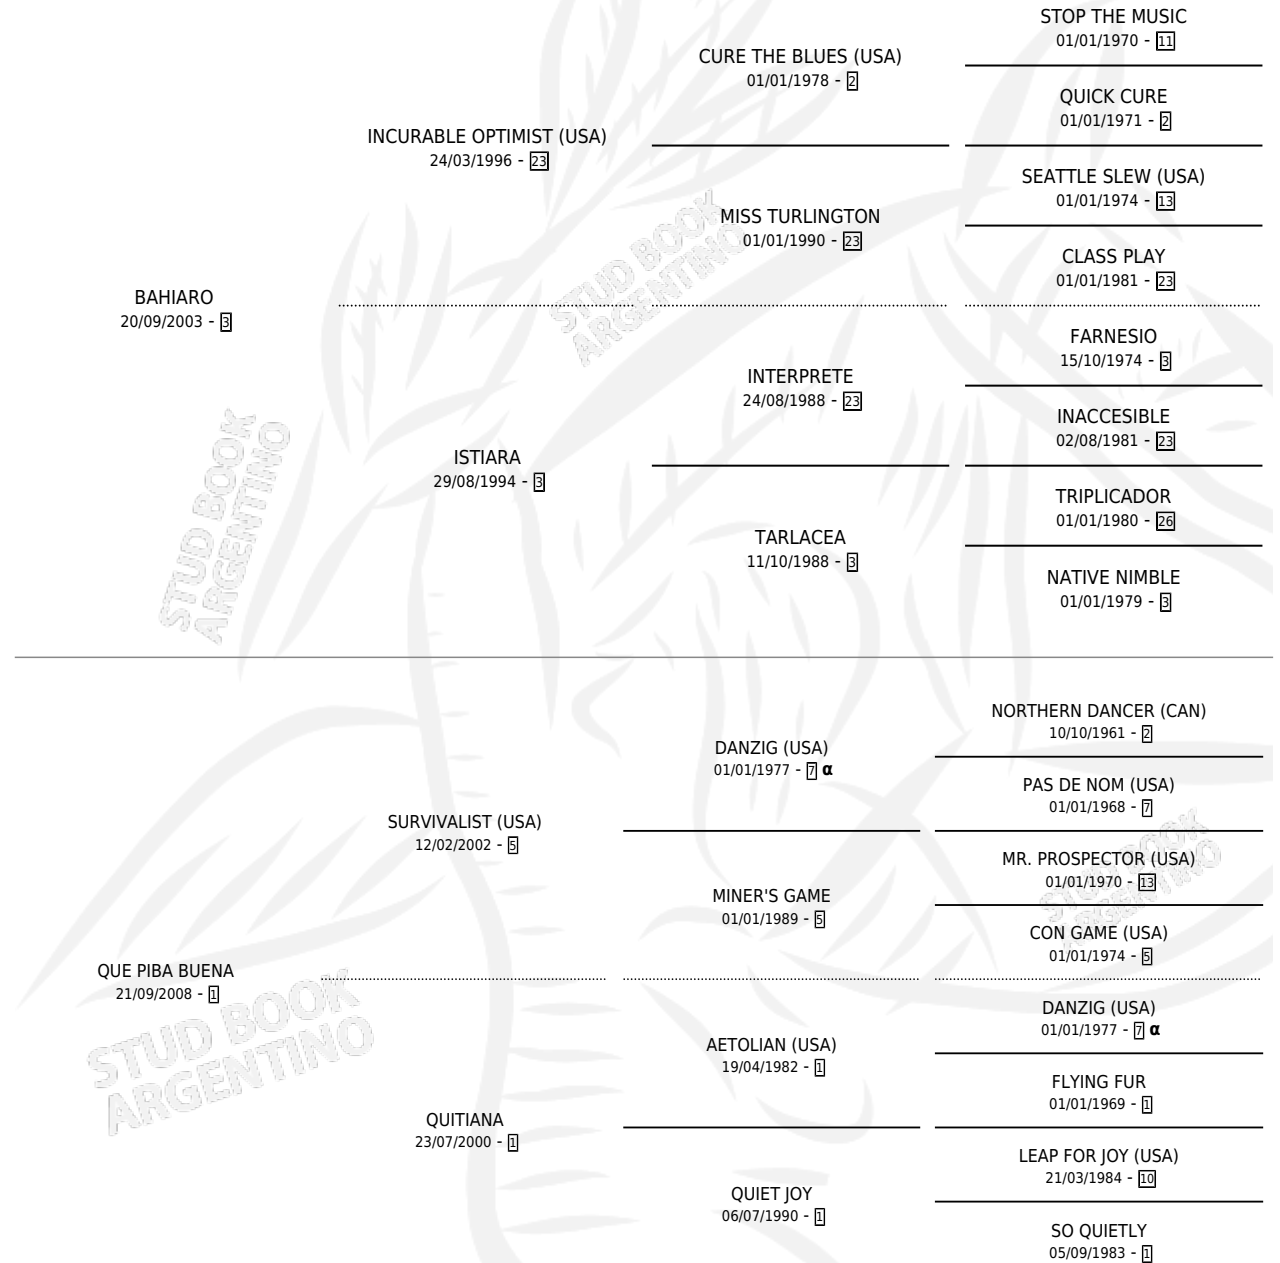 STOP THE MUSIC
01/01/1970 - 11
CURE THE BLUES (USA)
01/01/1978 - 2
QUICK CURE
01/01/1971 - 2
INCURABLE OPTIMIST (USA)
24/03/1996 - 23
SEATTLE SLEW (USA)
01/01/1974 - 13
MISS TURLINGTON
01/01/1990 - 23
CLASS PLAY
01/01/1981 - 23
BAHIARO
20/09/2003 - 3
FARNESIO
15/10/1974 - 3
INTERPRETE
24/08/1988 - 23
INACCESIBLE
02/08/1981 - 23
ISTIARA
29/08/1994 - 3
TRIPLICADOR
01/01/1980 - 26
TARLACEA
11/10/1988 - 3
NATIVE NIMBLE
01/01/1979 - 3
STUD BOOK
ARGENTINO
STUD BOOK
ARGENTINO
NORTHERN DANCER (CAN)
10/10/1961 - 2
DANZIG (USA)
01/01/1977 - 7 α
PAS DE NOM (USA)
01/01/1968 - 7
SURVIVALIST (USA)
12/02/2002 - 5
MR. PROSPECTOR (USA)
01/01/1970 - 13
MINER'S GAME
01/01/1989 - 5
CON GAME (USA)
01/01/1974 - 5
QUE PIBA BUENA
21/09/2008 - 1
DANZIG (USA)
01/01/1977 - 7 α
AETOLIAN (USA)
19/04/1982 - 1
FLYING FUR
01/01/1969 - 1
QUITIANA
23/07/2000 - 1
LEAP FOR JOY (USA)
21/03/1984 - 10
QUIET JOY
06/07/1990 - 1
SO QUIETLY
05/09/1983 - 1
STUD BOOK
ARGENTINO
STUD BOOK
ARGENTINO